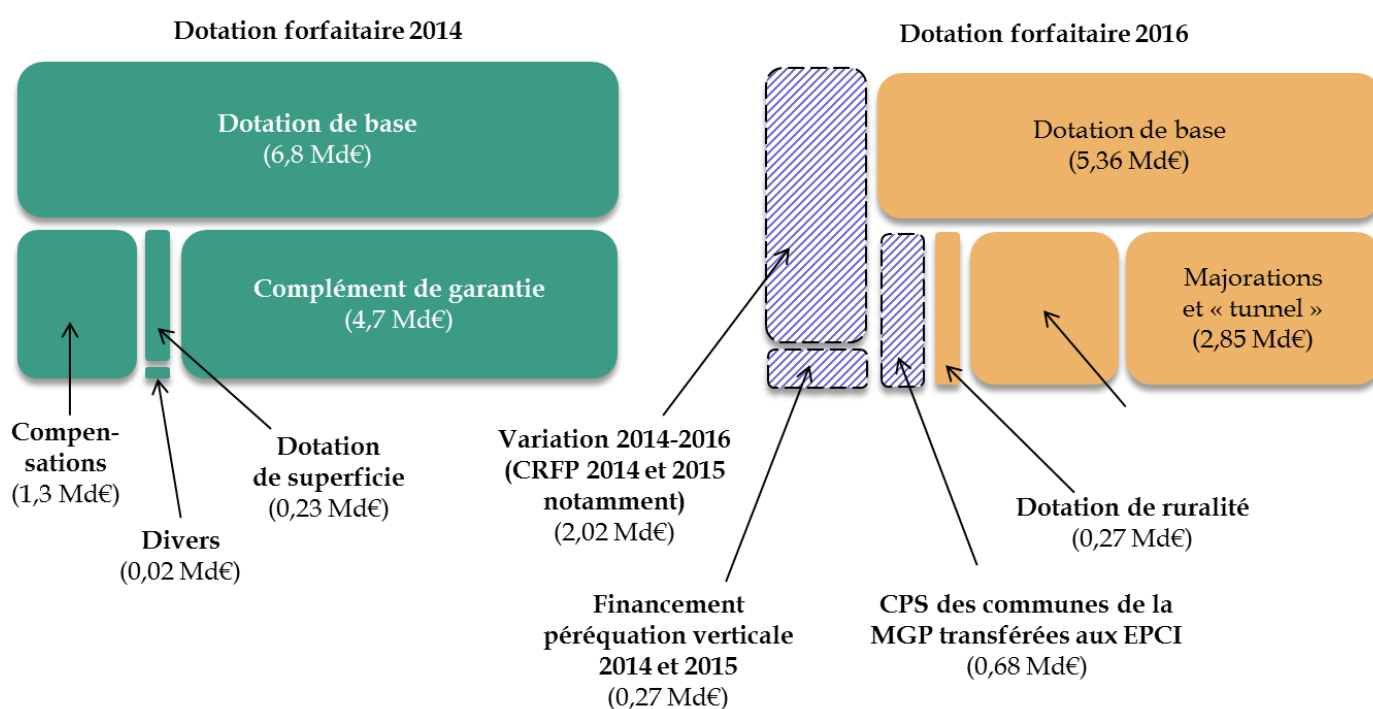 Dotation forfaitaire 2014
Dotation de base
(6,8 Md€)
Complément de garantie
(4,7 Md€)
Compen-
sations
(1,3 Md€)
Divers
(0,02 Md€)
Dotation
de superficie
(0,23 Md€)
Dotation forfaitaire 2016
Dotation de base
(5,36 Md€)
Majorations
et « tunnel »
(2,85 Md€)
Variation 2014-2016
(CRFP 2014 et 2015
notamment)
(2,02 Md€)
Financement
péréquation verticale
2014 et 2015
(0,27 Md€)
Dotation de ruralité
(0,27 Md€)
CPS des communes de la
MGP transférées aux EPCI
(0,68 Md€)